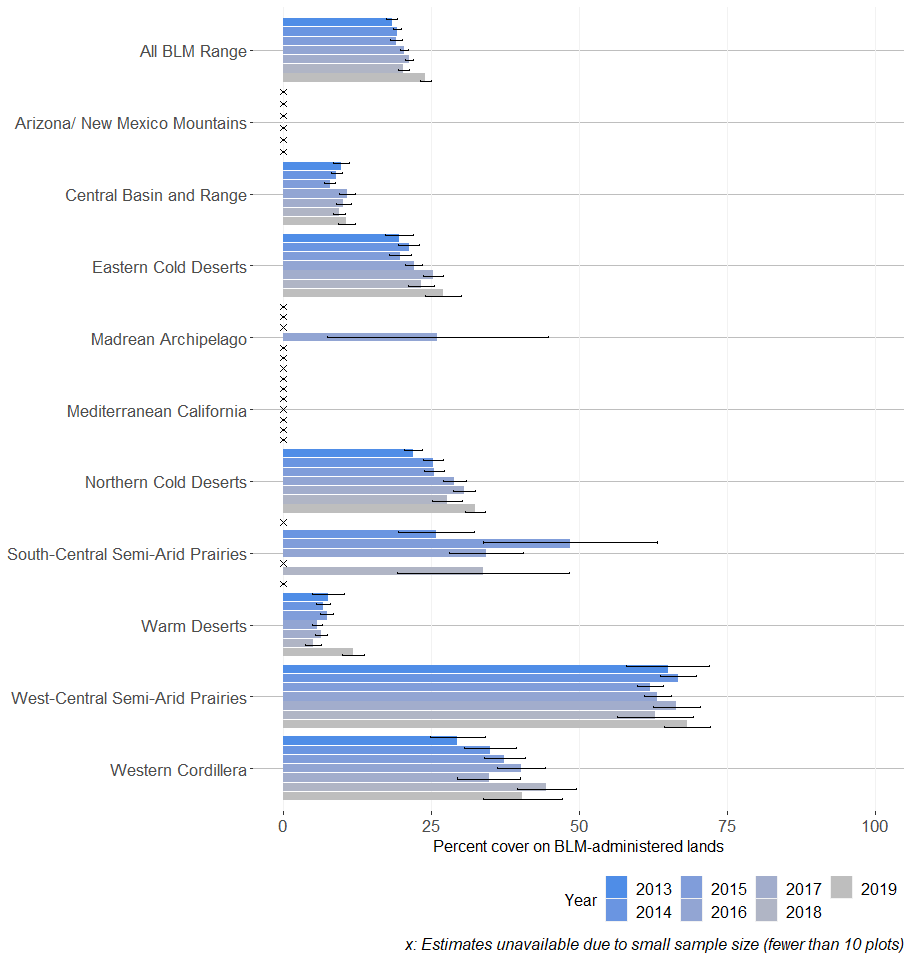 All BLM Range
Arizona/ New Mexico Mountains
Central Basin and Range
Eastern Cold Deserts
Madrean Archipelago
Mediterranean California
Northern Cold Deserts
South-Central Semi-Arid Prairies
Warm Deserts
West-Central Semi-Arid Prairies
Western Cordillera
0 25 50 75 100
Percent cover on BLM-administered lands
Year
2013 2015 2017 2019
2014 2016 2018
x: Estimates unavailable due to small sample size (fewer than 10 plots)